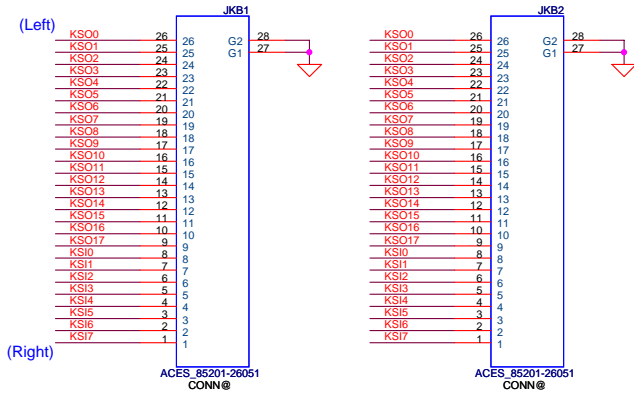 JKB1
(Left)
KSO0 26 26 G2 28
KSO1 25 25 G1 27
KSO2 24 24
KSO3 23 23
KSO4 22 22
KSO5 21 21
KSO6 20 20
KSO7 19 19
KSO8 18 18
KSO9 17 17
KSO10 16 16
KSO11 15 15
KSO12 14 14
KSO13 13 13
KSO14 12 12
KSO15 11 11
KSO16 10 10
KSO17 9 9
KSI0 8 8
KSI1 7 7
KSI2 6 6
KSI3 5 5
KSI4 4 4
KSI5 3 3
KSI6 2 2
KSI7 1 1
(Right)
ACES_85201-26051
CONN@
JKB2
KSO0 26 26 G2 28
KSO1 25 25 G1 27
KSO2 24 24
KSO3 23 23
KSO4 22 22
KSO5 21 21
KSO6 20 20
KSO7 19 19
KSO8 18 18
KSO9 17 17
KSO10 16 16
KSO11 15 15
KSO12 14 14
KSO13 13 13
KSO14 12 12
KSO15 11 11
KSO16 10 10
KSO17 9 9
KSI0 8 8
KSI1 7 7
KSI2 6 6
KSI3 5 5
KSI4 4 4
KSI5 3 3
KSI6 2 2
KSI7 1 1
ACES_85201-26051
CONN@